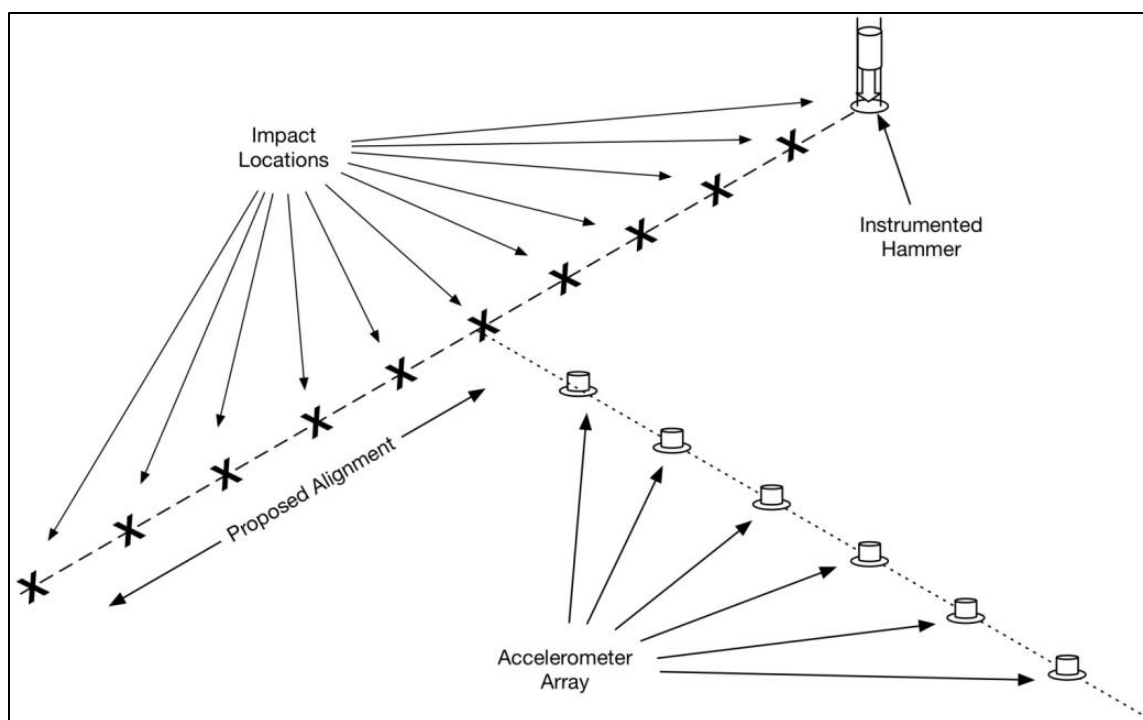 Impact
Locations
Instrumented
Hammer
Proposed Alignment
Accelerometer
Array